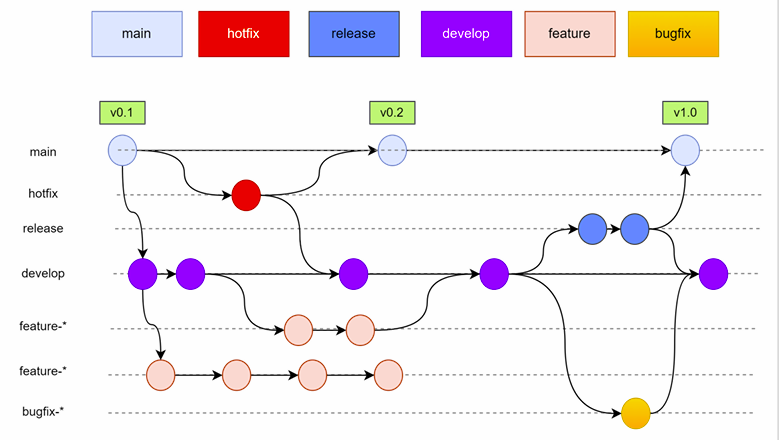 main
hotfix
release
develop
feature
bugfix
v0.1
v0.2
v1.0
main
hotfix
release
develop
feature-*
feature-*
bugfix-*